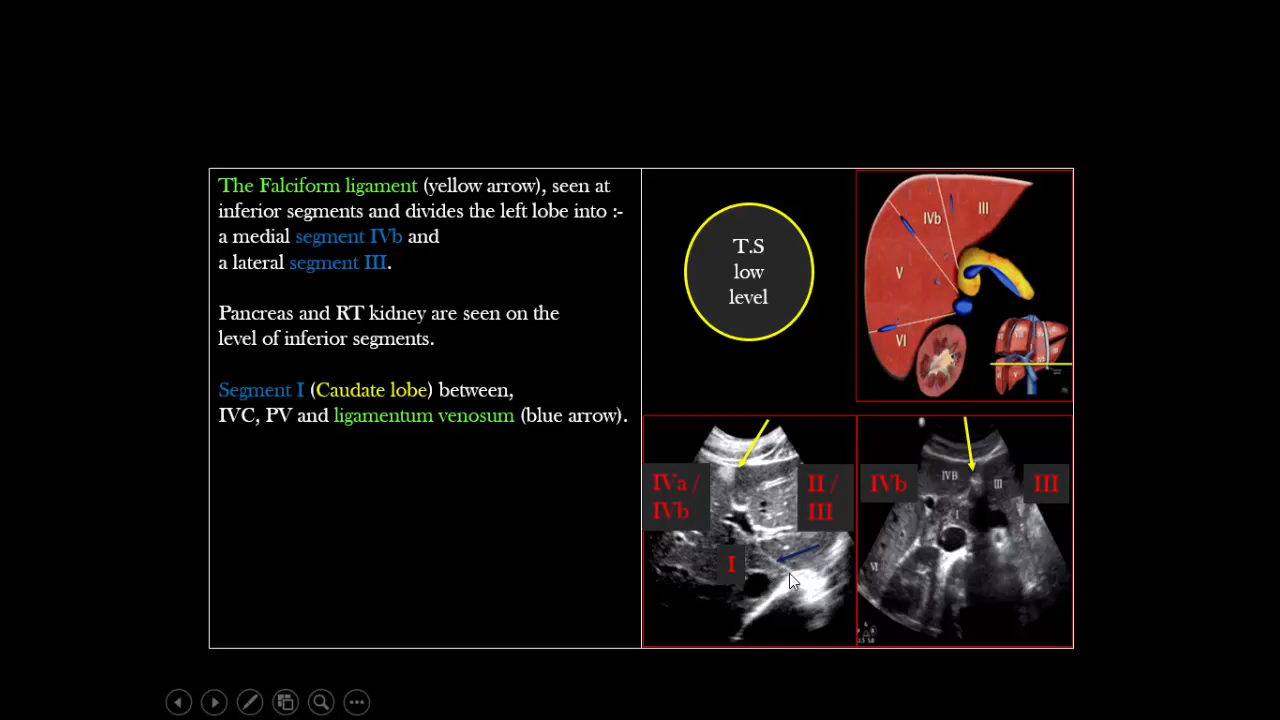 The Falciform ligament (yellow arrow), seen at
inferior segments and divides the left lobe into :-
a medial segment IVb and
a lateral segment III.
Pancreas and RT kidney are seen on the
level of inferior segments.
Segment I (Caudate lobe) between,
IVC, PV and ligamentum venosum (blue arrow).
T.S
low
level
IVb
III
V
VI
IVa /
IVb
II /
III
I
IVb
IVB
III
III
I
VI